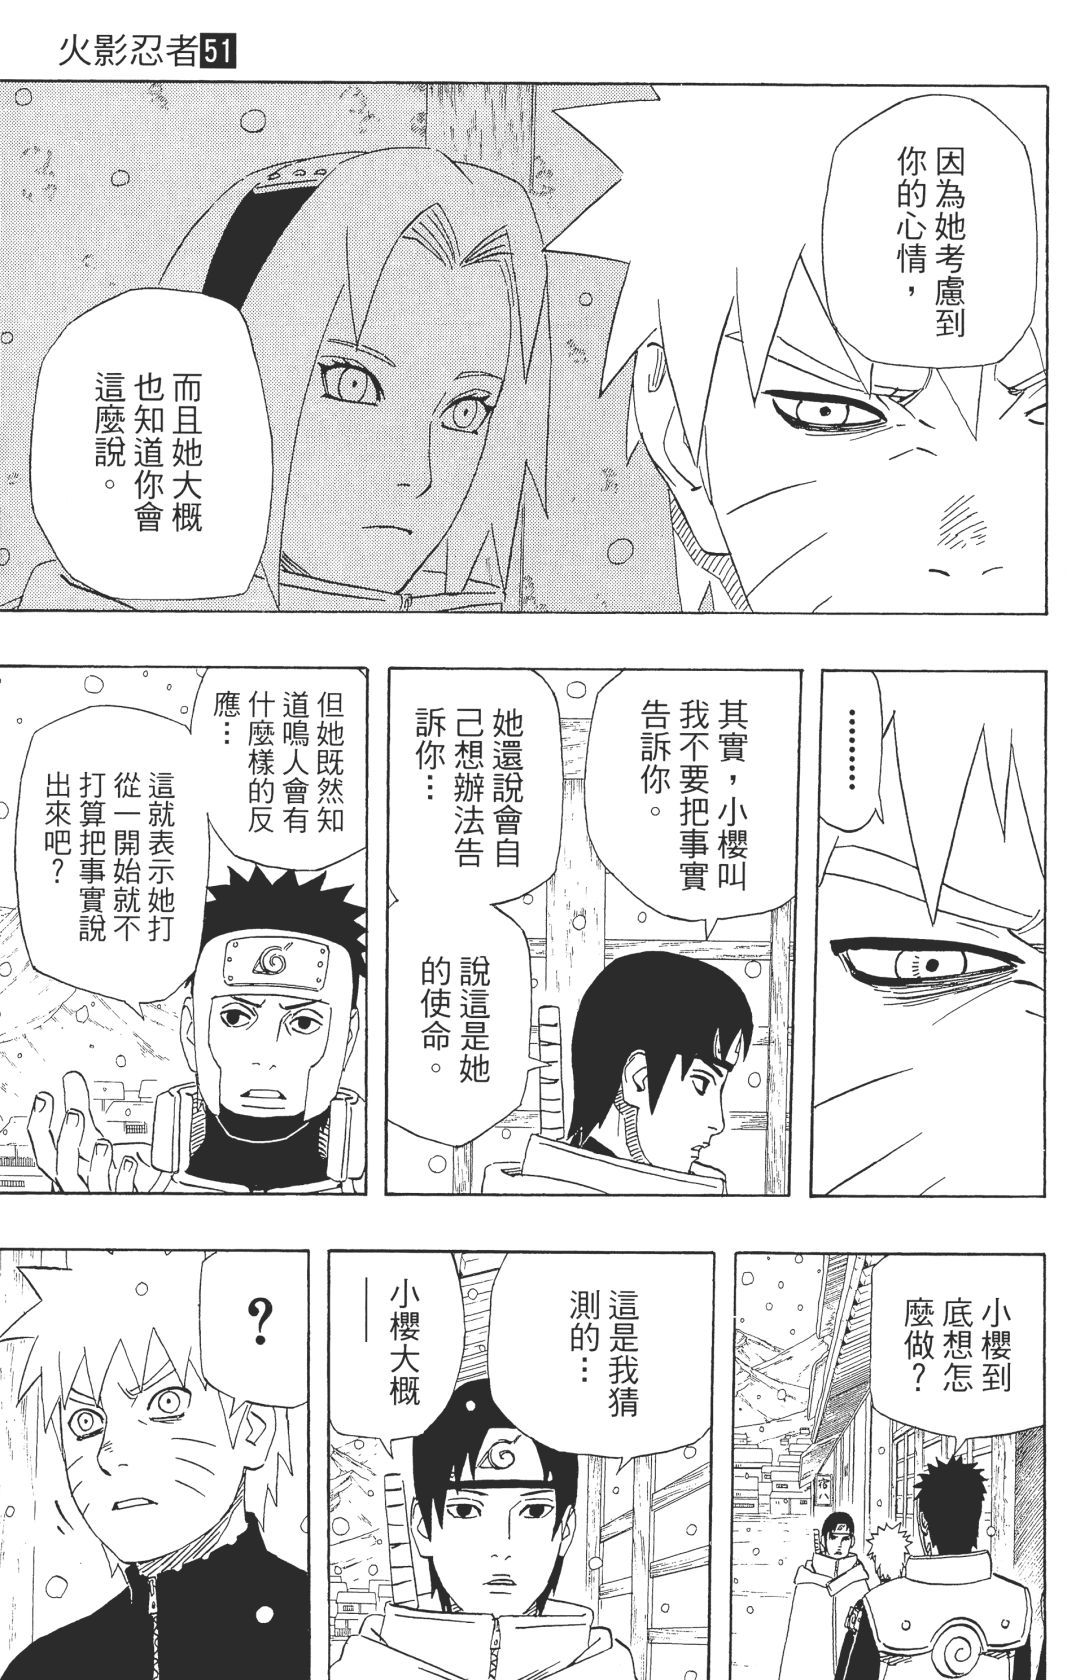 火影忍者51
因為她考慮到
你的心情，
而且她大概
也知道你會
這麼說。
………
其實，小櫻叫
我不要把事實
告訴你。
她還說會自
己想辦法告
訴你…
說這是她
的使命。
但她既然知
道鳴人會有
什麼樣的反
應…
這就表示她打
從一開始就不
打算把事實說
出來吧？
小櫻到
底想怎
麼做？
這是我猜
測的…
小櫻大概
——
？